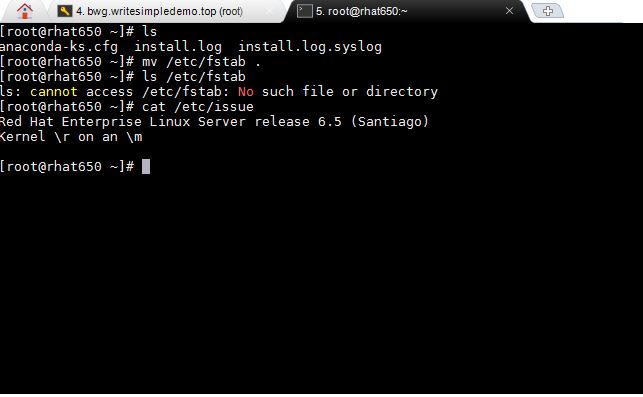 4. bwg.writesimpledemo.top (root)
5. root@rhat650:~
[root@rhat650 ~]# ls
anaconda-ks.cfg  install.log  install.log.syslog
[root@rhat650 ~]# mv /etc/fstab .
[root@rhat650 ~]# ls /etc/fstab
ls: cannot access /etc/fstab: No such file or directory
[root@rhat650 ~]# cat /etc/issue
Red Hat Enterprise Linux Server release 6.5 (Santiago)
Kernel \r on an \m
[root@rhat650 ~]#